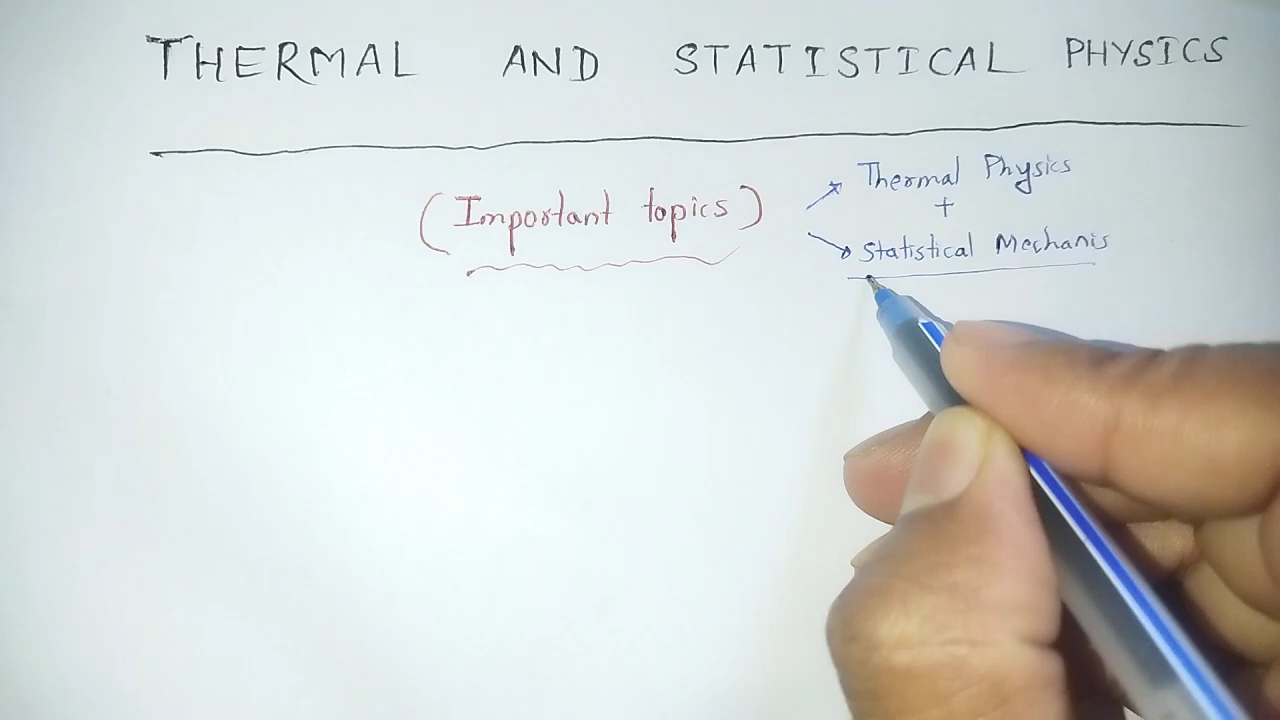 THERMAL AND STATISTICAL PHYSICS
(Important topics)
Thermal Physics
+
Statistical Mechanis